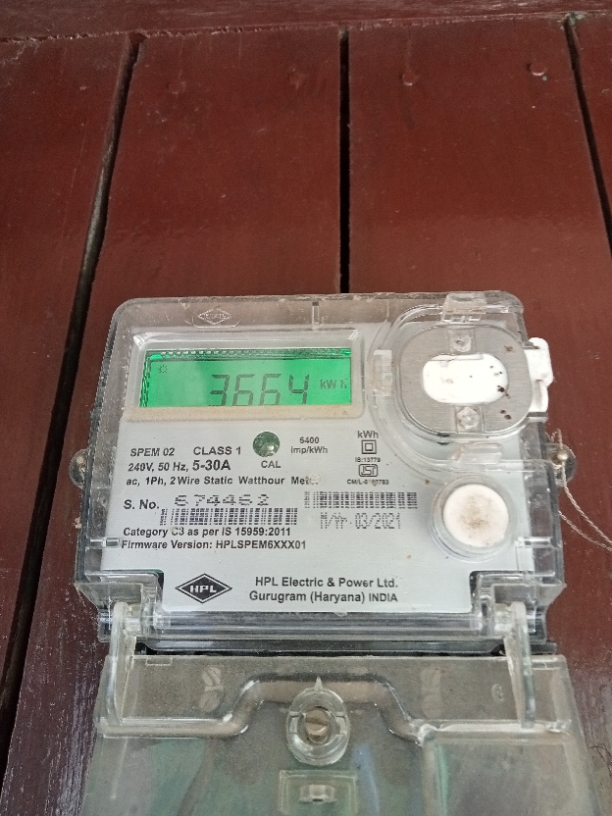 3664 kWh
SPEM 02 CLASS 1
240V, 50 Hz, 5-30A
CAL
6400
imp/kWh
kWh
IS:13779
ac, 1Ph, 2 Wire Static Watthour Meter
S. No. 674462
M/Yr-03/2021
Category C3 as per IS 15959:2011
Firmware Version: HPLSPEM6XXX01
HPL
HPL Electric & Power Ltd.
Gurugram (Haryana) INDIA